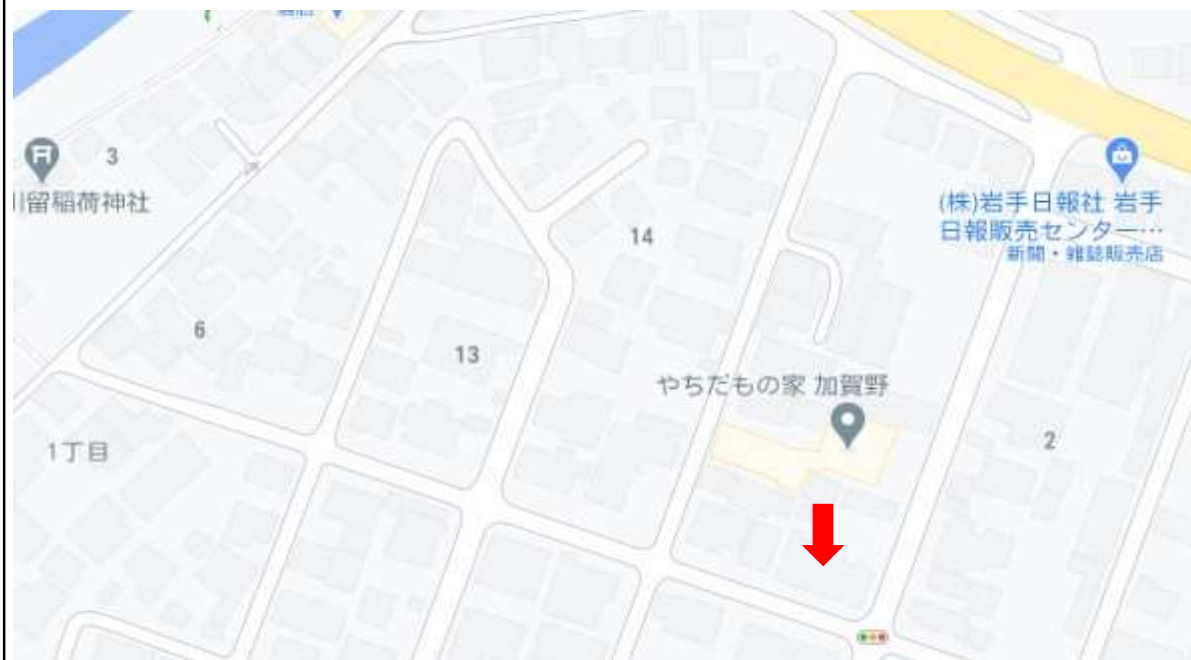 3
川留稲荷神社
(株)岩手日報社 岩手
日報販売センター…
新聞・雑誌販売店
14
6
13
やちだもの家 加賀野
1丁目
2